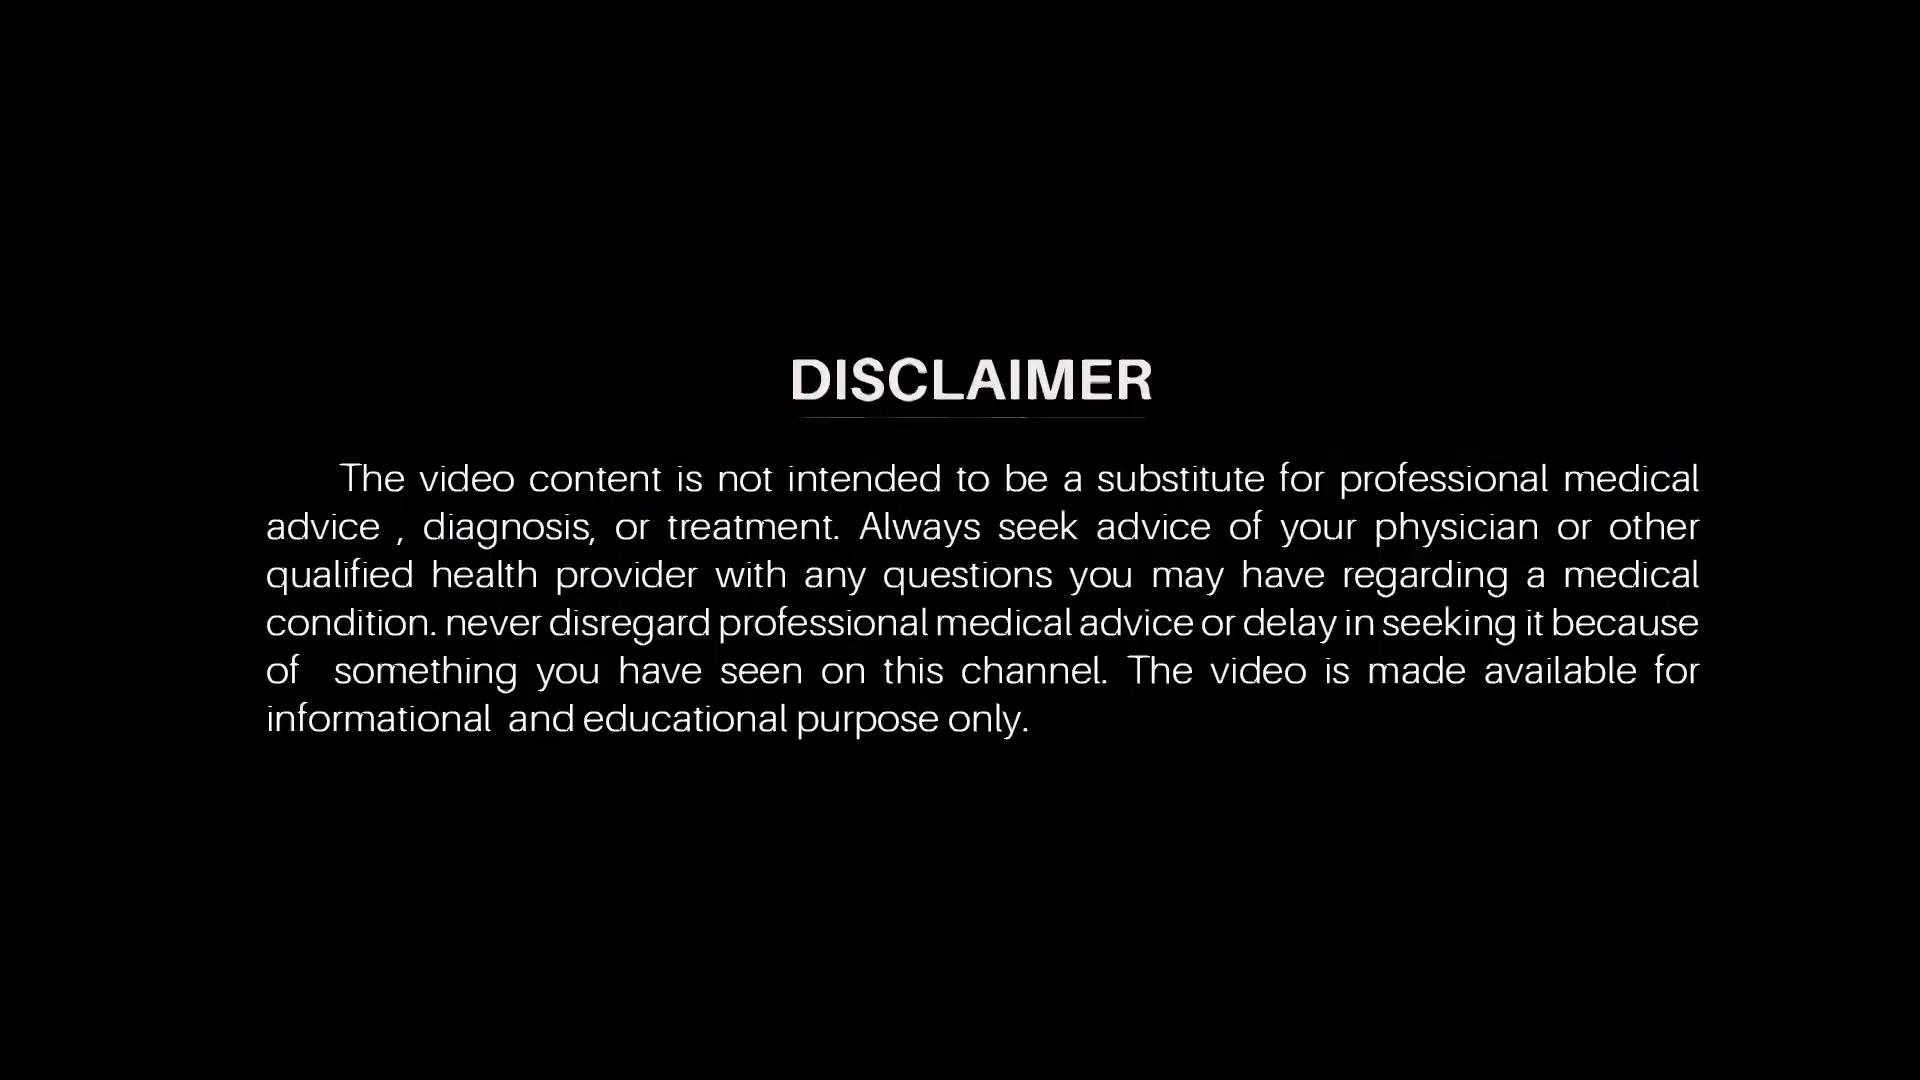 DISCLAIMER
The video content is not intended to be a substitute for professional medical
advice , diagnosis, or treatment. Always seek advice of your physician or other
qualified health provider with any questions you may have regarding a medical
condition. never disregard professional medical advice or delay in seeking it because
of something you have seen on this channel. The video is made available for
informational and educational purpose only.